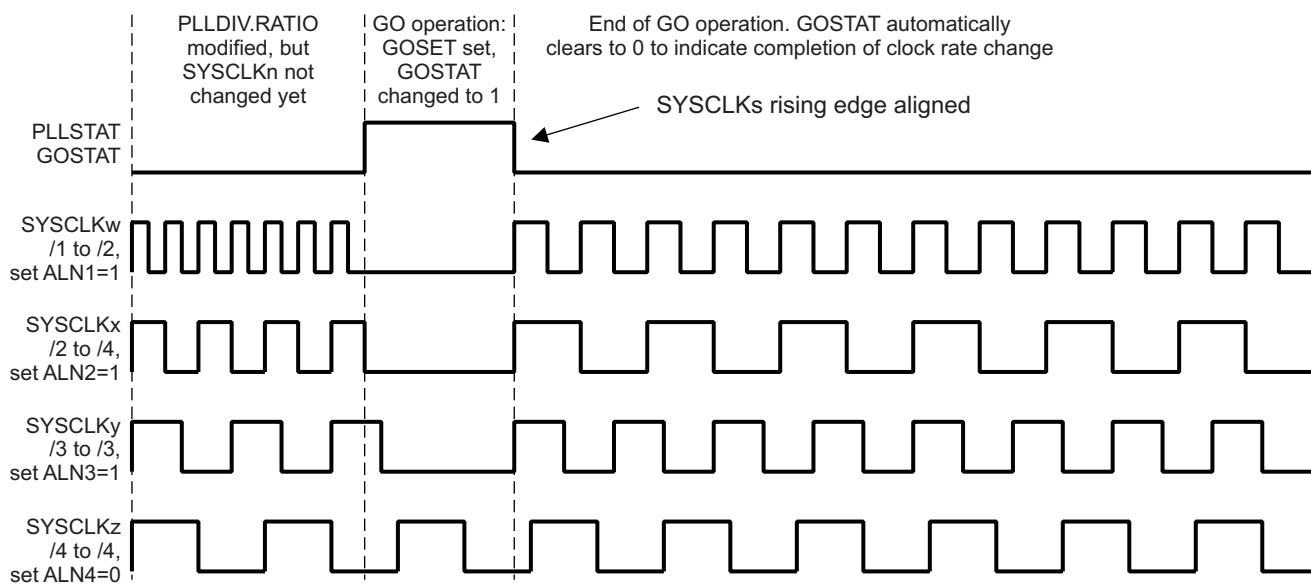 PLLDIV.RATIO
modified, but
SYSCLKn not
changed yet
GO operation:
GOSET set,
GOSTAT
changed to 1
End of GO operation. GOSTAT automatically
clears to 0 to indicate completion of clock rate change
SYSCLKs rising edge aligned
PLLSTAT
GOSTAT
SYSCLKw
/1 to /2,
set ALN1=1
SYSCLKx
/2 to /4,
set ALN2=1
SYSCLKy
/3 to /3,
set ALN3=1
SYSCLKz
/4 to /4,
set ALN4=0